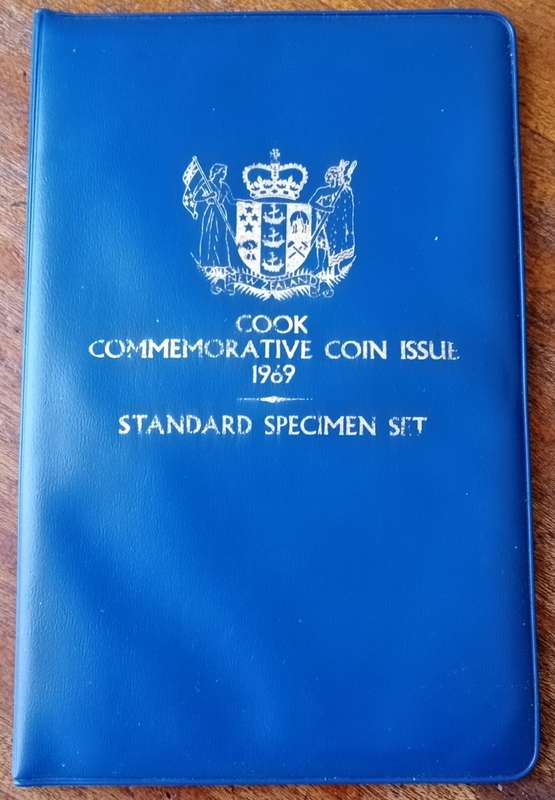 NEW ZEALAND
COOK
COMMEMORATIVE COIN ISSUE
1969
STANDARD SPECIMEN SET